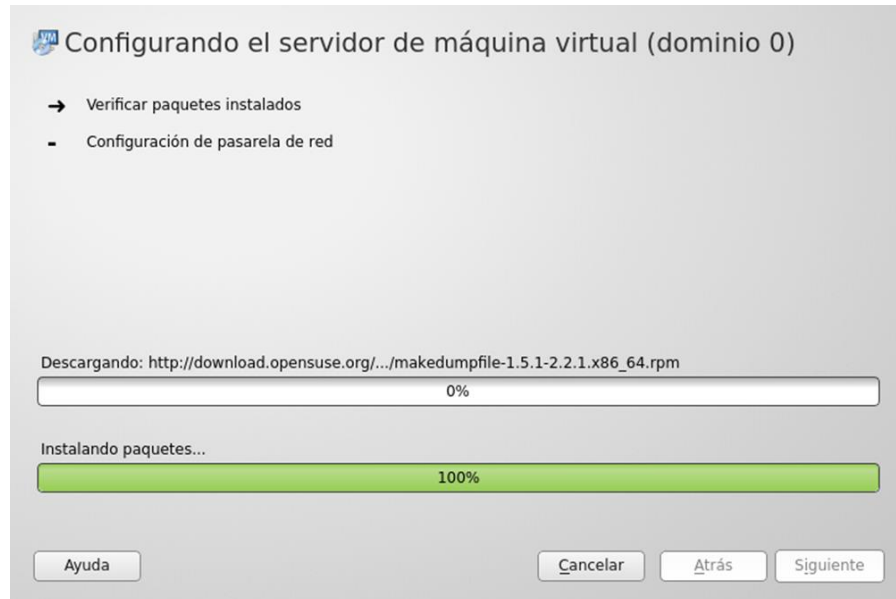 VM
Configurando el servidor de máquina virtual (dominio 0)
Verificar paquetes instalados
- Configuración de pasarela de red
Descargando: http://download.opensuse.org/.../makedumpfile-1.5.1-2.2.1.x86_64.rpm
0%
Instalando paquetes...
100%
Ayuda
Cancelar
Atrás
Siguiente